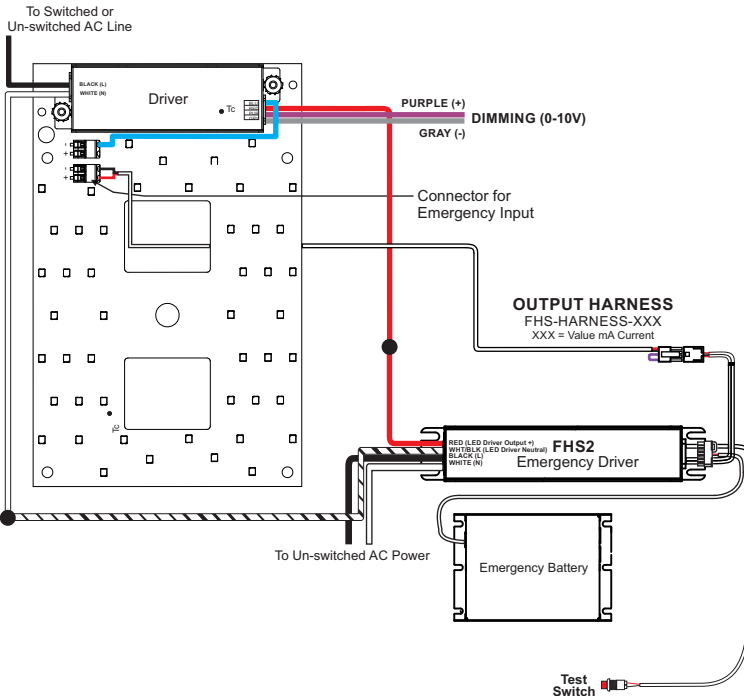 To Switched or
Un-switched AC Line
BLACK (L)
WHITE (N)
Driver
Tc
PURPLE (+)
DIMMING (0-10V)
GRAY (-)
-
+
-
+
Connector for
Emergency Input
OUTPUT HARNESS
FHS-HARNESS-XXX
XXX = Value mA Current
Tc
RED (LED Driver Output +)
WHT/BLK (LED Driver Neutral)
BLACK (L)
WHITE (N)
FHS2
Emergency Driver
To Un-switched AC Power
Emergency Battery
Test
Switch